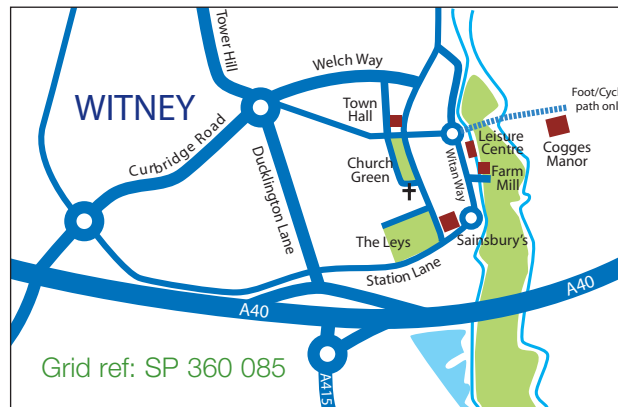 Tower Hill
Welch Way
WITNEY
Town
Hall
Foot/Cycl
path onl
Leisure
Centre
Cogges
Manor
Curbridge Road
Witan Way
Church
Green
Farm
Mill
Ducklington Lane
The Leys
Sainsbury's
Station Lane
A40
A40
Grid ref: SP 360 085
A415